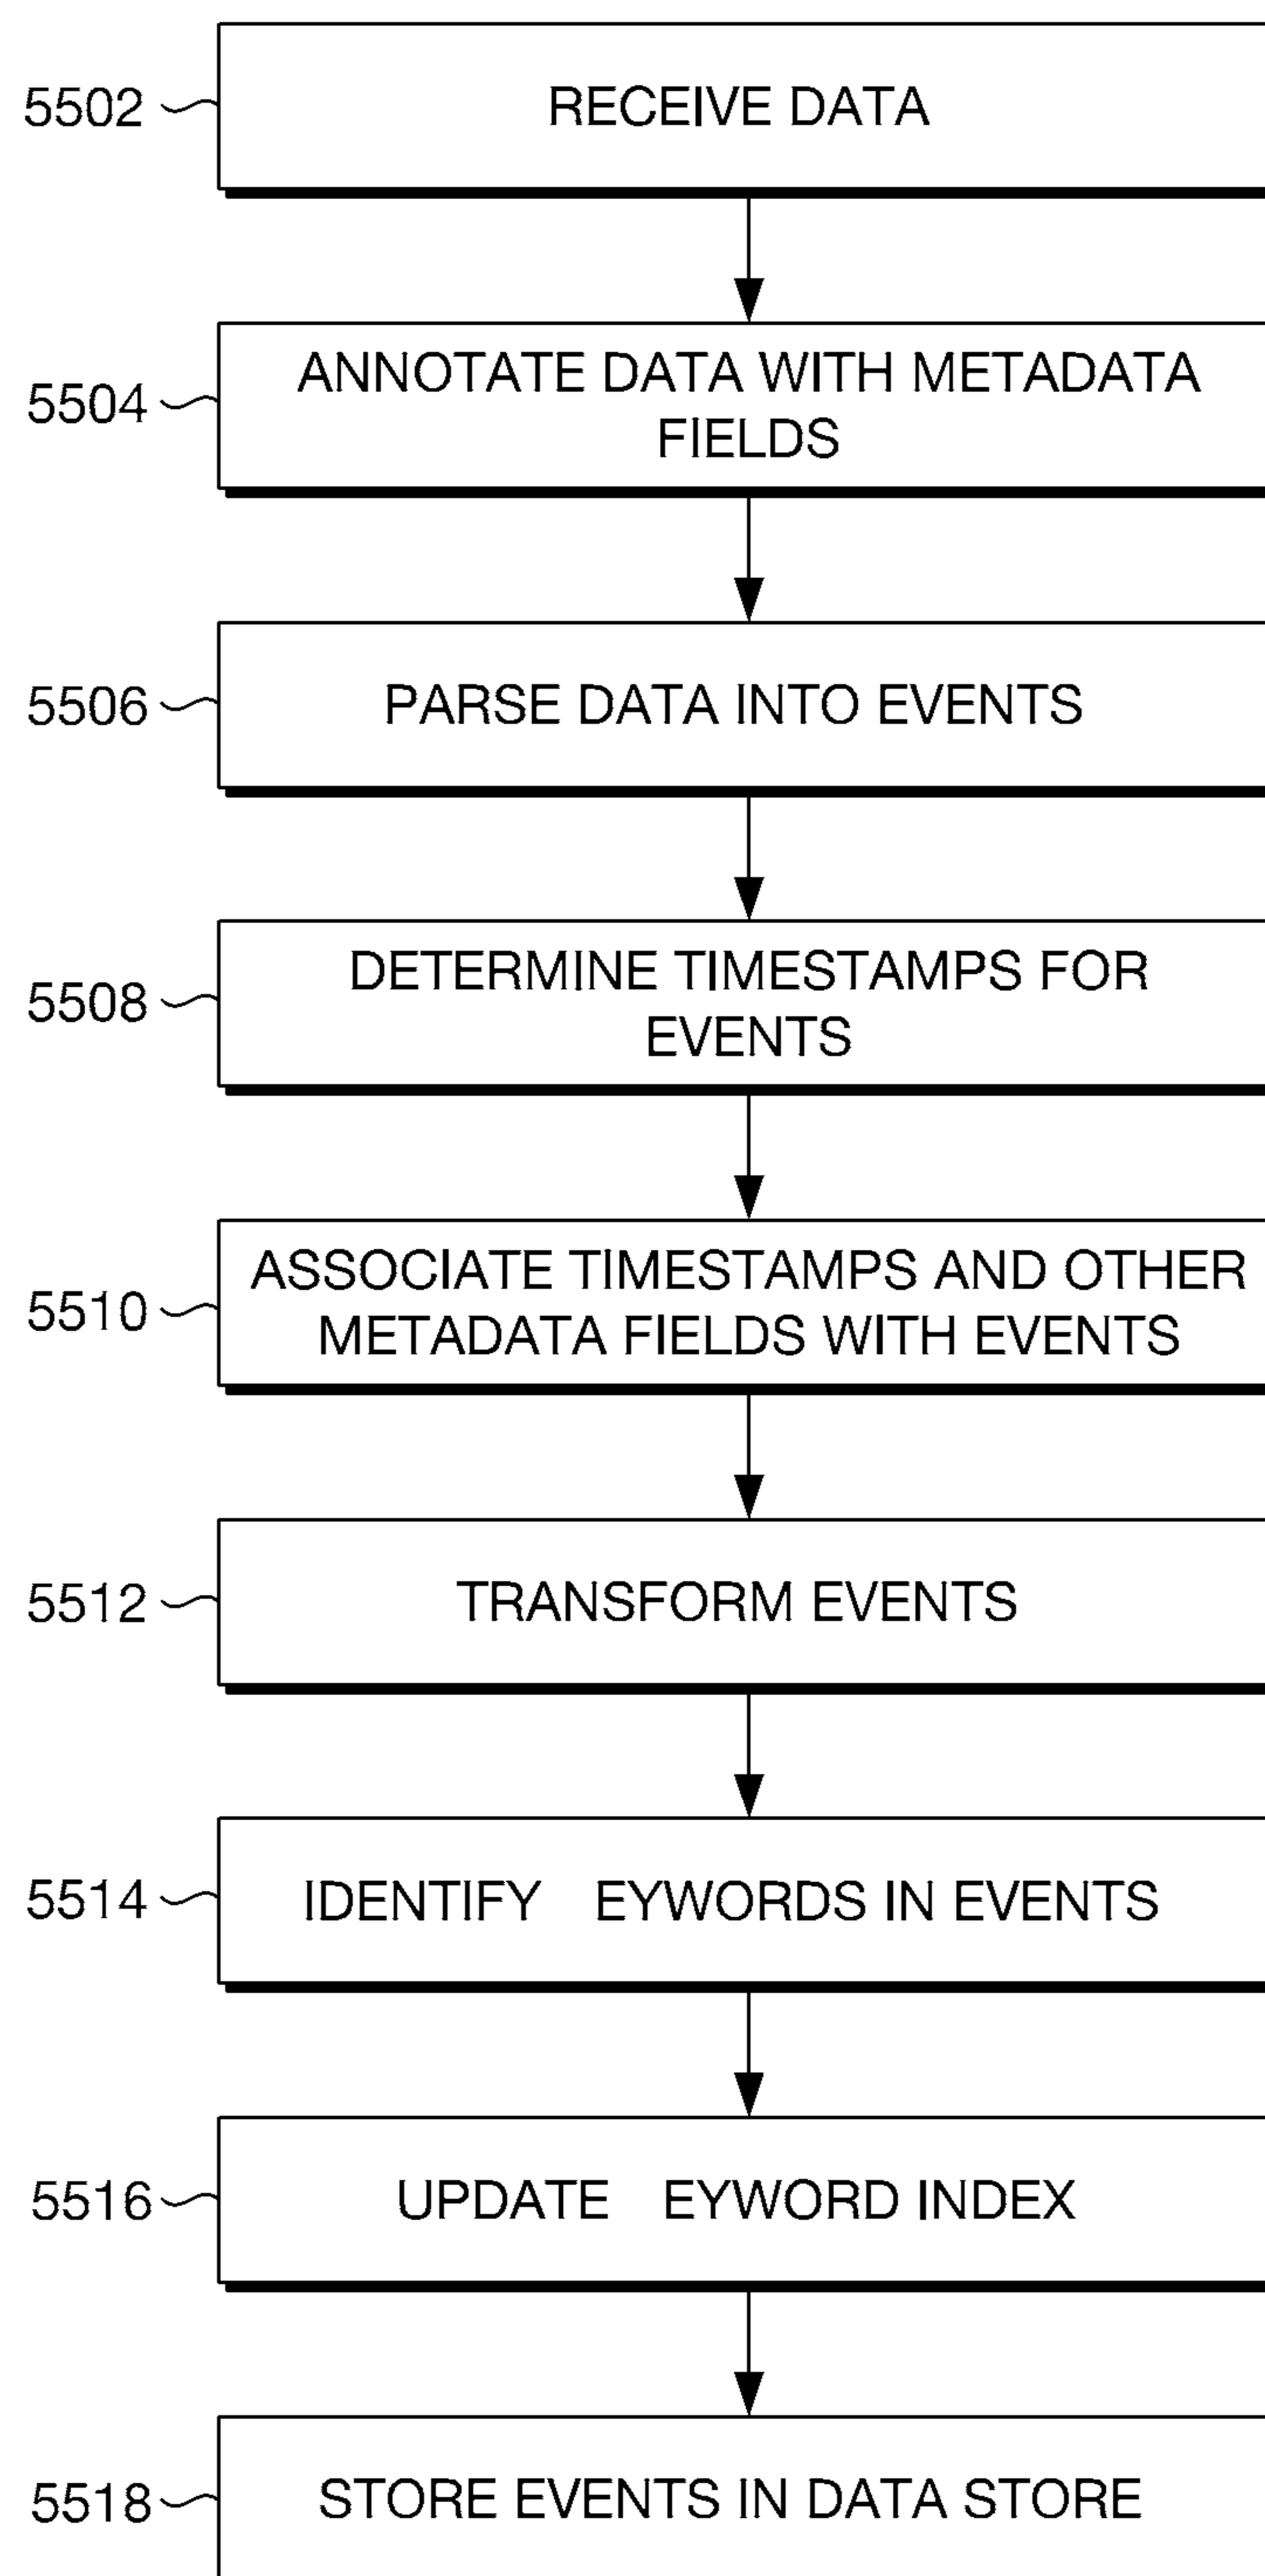 5502
RECEIVE DATA
5504
ANNOTATE DATA WITH METADATA
FIELDS
5506
PARSE DATA INTO EVENTS
5508
DETERMINE TIMESTAMPS FOR
EVENTS
5510
ASSOCIATE TIMESTAMPS AND OTHER
METADATA FIELDS WITH EVENTS
5512
TRANSFORM EVENTS
5514
IDENTIFY EYWORDS IN EVENTS
5516
UPDATE EYWORD INDEX
5518
STORE EVENTS IN DATA STORE